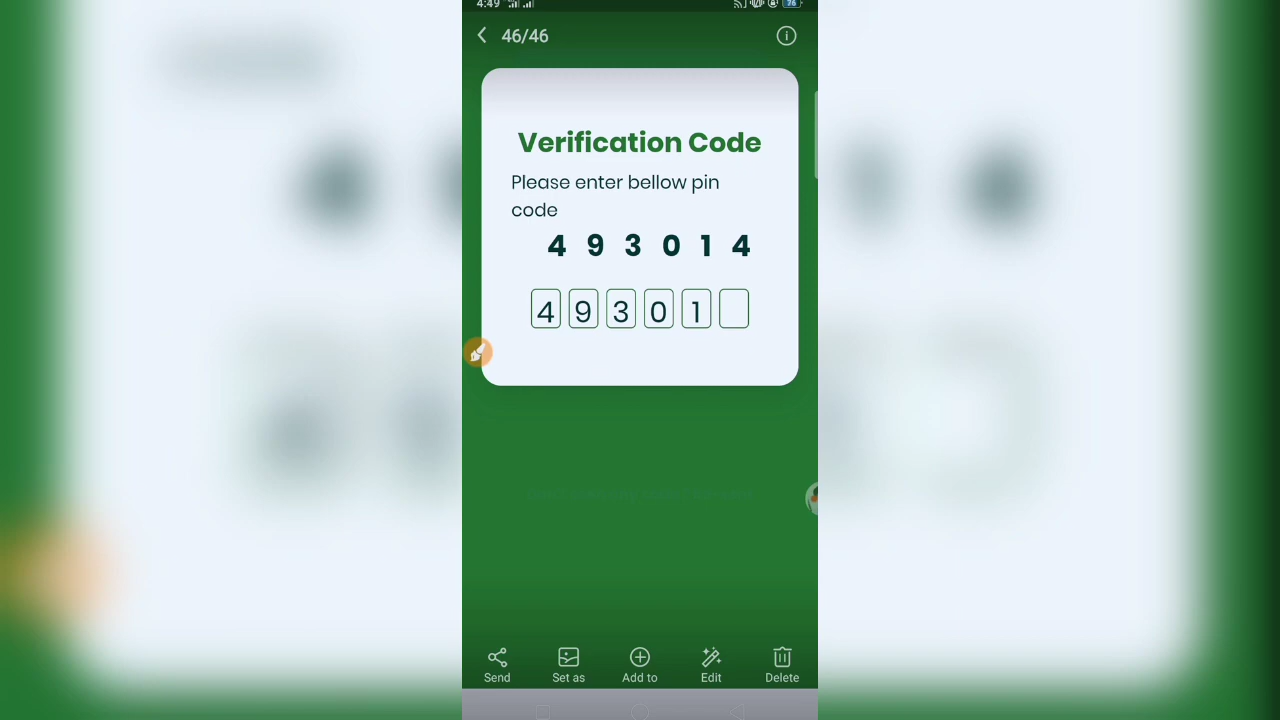 4:49 76
46/46
Verification Code
Please enter bellow pin
code
4 9 3 0 1 4
4 9 3 0 1
Send Set as Add to Edit Delete